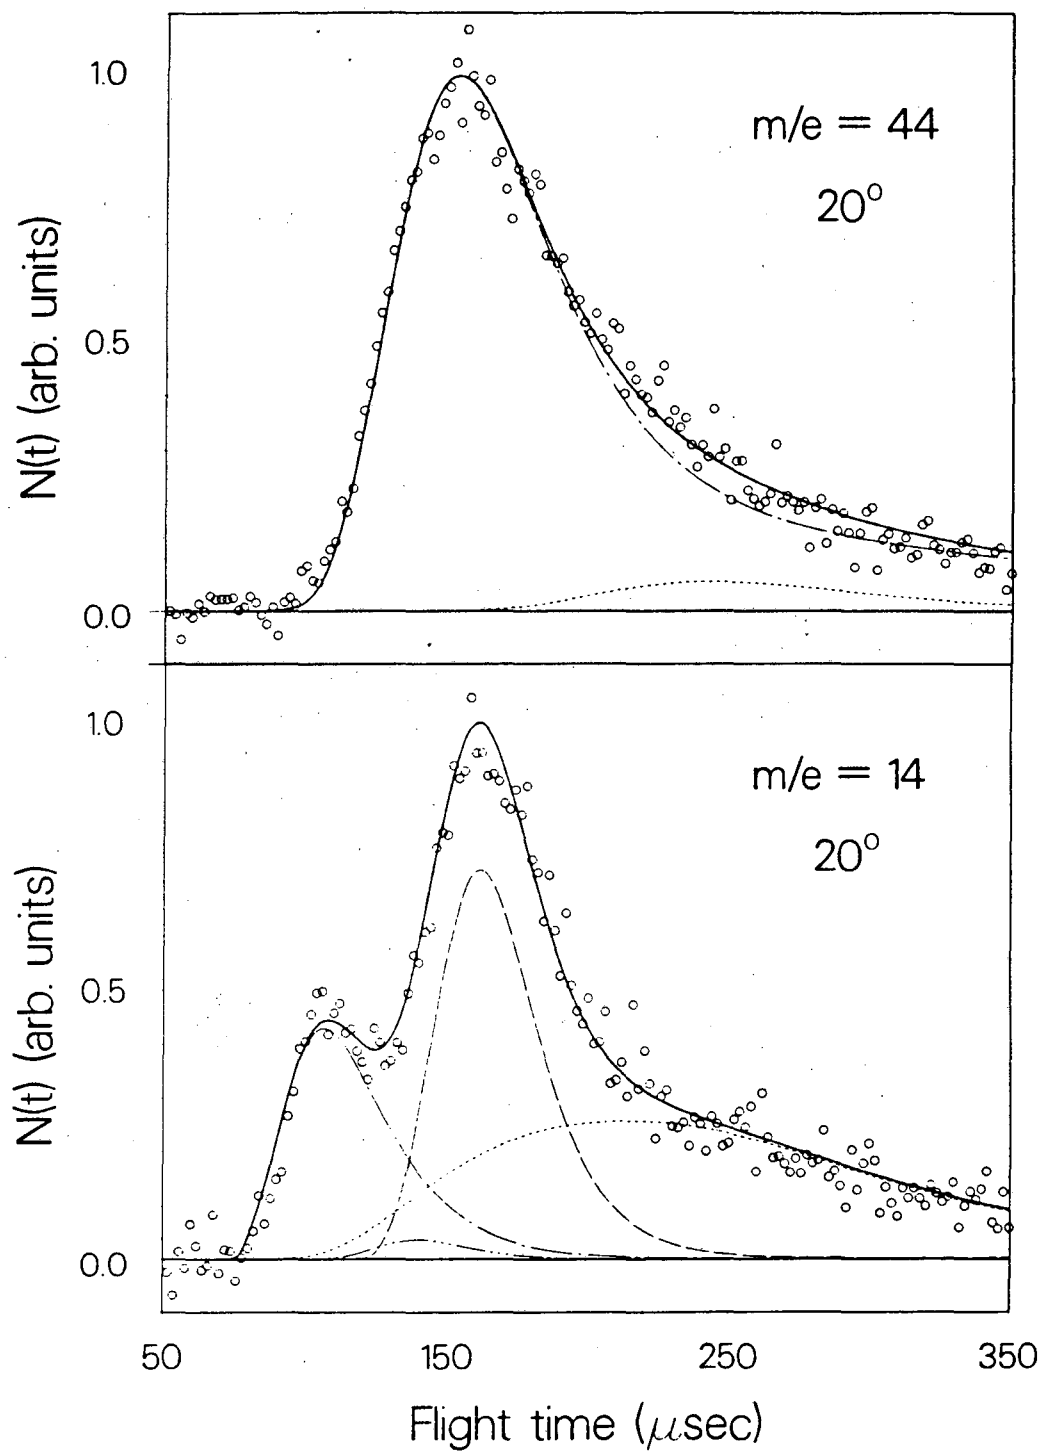 1.0
m/e = 44
20°
N(t) (arb. units)
0.5
0.0
1.0
m/e = 14
20°
N(t) (arb. units)
0.5
0.0
50 150 250 350
Flight time (μsec)